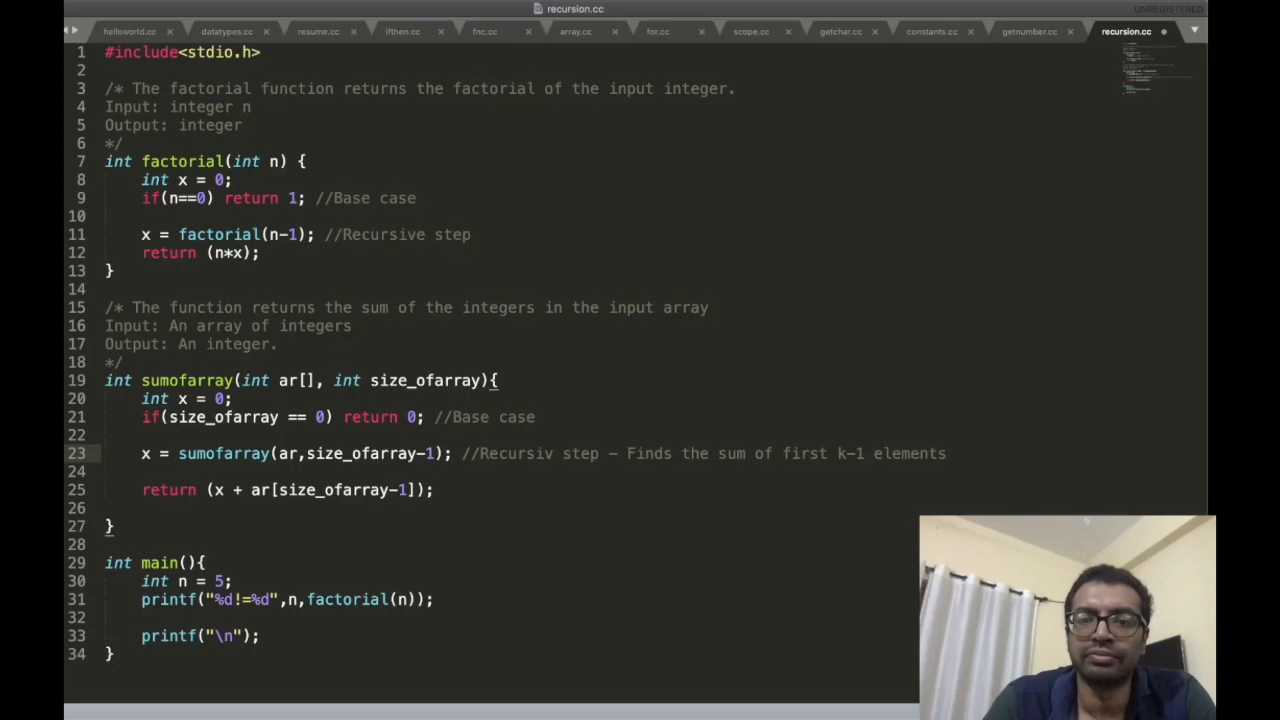 recursion.cc
UNREGISTERED
helloworld.cc
datatypes.cc
resume.cc
ifthen.cc
fnc.cc
array.cc
for.cc
scope.cc
getchar.cc
constants.cc
getnumber.cc
recursion.cc
1 #include<stdio.h>
2
3 /* The factorial function returns the factorial of the input integer.
4 Input: integer n
5 Output: integer
6 */
7 int factorial(int n) {
8 int x = 0;
9 if(n==0) return 1; //Base case
10
11 x = factorial(n-1); //Recursive step
12 return (n*x);
13 }
14
15 /* The function returns the sum of the integers in the input array
16 Input: An array of integers
17 Output: An integer.
18 */
19 int sumofarray(int ar[], int size_ofarray){
20 int x = 0;
21 if(size_ofarray == 0) return 0; //Base case
22
23 x = sumofarray(ar,size_ofarray-1); //Recursiv step - Finds the sum of first k-1 elements
24
25 return (x + ar[size_ofarray-1]);
26
27 }
28
29 int main(){
30 int n = 5;
31 printf("%d!=%d",n,factorial(n));
32
33 printf("\n");
34 }